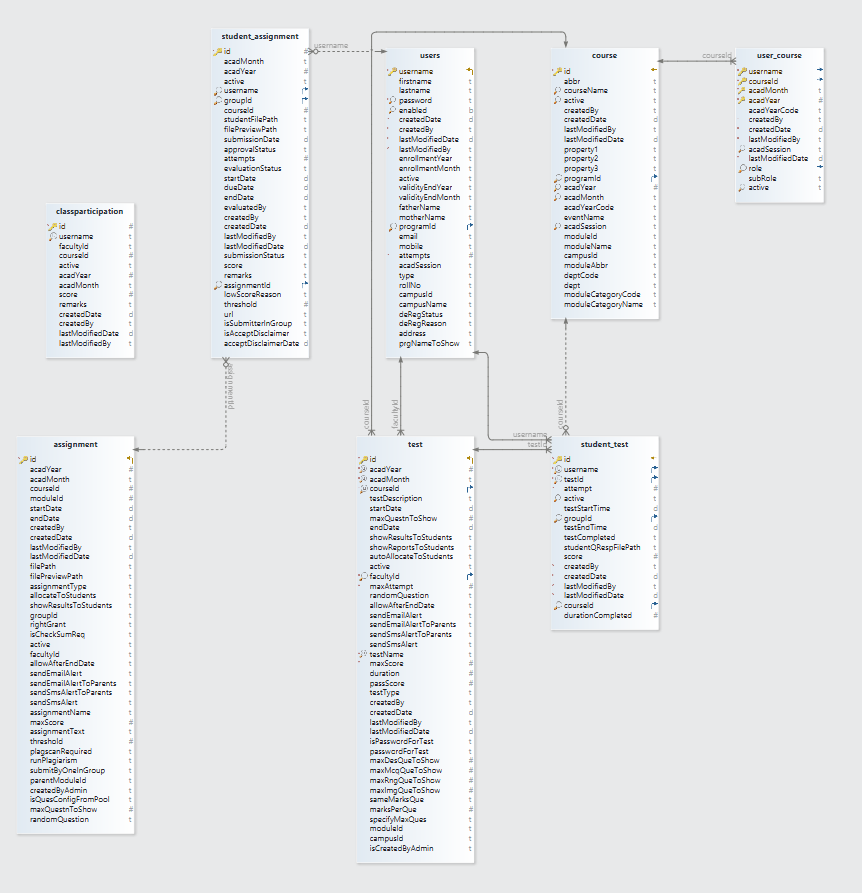 student_assignment
id #
acadMonth t
acadYear #
active t
username
groupId
courseId #
studentFilePath t
filePreviewPath t
submissionDate d
approvalStatus t
attempts #
evaluationStatus t
startDate d
dueDate d
endDate d
evaluatedBy t
createdBy t
createdDate d
lastModifiedBy t
lastModifiedDate d
submissionStatus t
score #
remarks t
assignmentId
lowScoreReason t
threshold #
url t
isSubmitterInGroup t
isAcceptDisclaimer t
acceptDisclaimerDate d
username
users
username
firstname t
lastname t
password t
enabled b
createdDate d
createdBy t
lastModifiedDate d
lastModifiedBy t
enrollmentYear t
enrollmentMonth t
active t
validityEndYear t
validityEndMonth t
fatherName t
motherName t
programId
email t
mobile t
attempts #
acadSession t
type t
rollNo t
campusId t
campusName t
deRegStatus t
deRegReason t
address t
prgNameToShow t
course
id
abbr t
courseName t
active t
createdBy t
createdDate d
lastModifiedBy t
lastModifiedDate d
property1 t
property2 t
property3 t
programId
acadYear #
acadMonth t
acadYearCode t
eventName t
acadSession t
moduleId t
moduleName t
campusId t
moduleAbbr t
deptCode t
dept t
moduleCategoryCode t
moduleCategoryName t
courseId
user_course
username
courseId
acadMonth t
acadYear #
acadYearCode t
createdBy t
createdDate d
lastModifiedBy t
acadSession t
lastModifiedDate d
role
subRole t
active t
classparticipation
id #
username t
facultyId t
courseId #
active t
acadYear #
acadMonth t
score #
remarks t
createdDate d
createdBy t
lastModifiedDate d
lastModifiedBy t
assignmentId
courseId
facultyId
courseId
username
testId
assignment
id
acadYear #
acadMonth t
courseId #
moduleId #
startDate d
endDate d
createdBy t
createdDate d
lastModifiedBy t
lastModifiedDate d
filePath t
filePreviewPath t
assignmentType t
allocateToStudents t
showResultsToStudents t
groupId t
rightGrant t
isCheckSumReq t
active t
facultyId t
allowAfterEndDate t
sendEmailAlert t
sendEmailAlertToParents t
sendSmsAlertToParents t
sendSmsAlert t
assignmentName t
maxScore #
assignmentText t
threshold #
plagscanRequired t
runPlagiarism t
submitByOneInGroup t
parentModuleId t
createdByAdmin t
isQuesConfigFromPool t
maxQuestnToShow #
randomQuestion t
test
id
acadYear #
acadMonth t
courseId
testDescription t
startDate d
maxQuestnToShow #
endDate d
showResultsToStudents t
showReportsToStudents t
autoAllocateToStudents t
active t
facultyId
maxAttempt #
randomQuestion t
allowAfterEndDate t
sendEmailAlert t
sendEmailAlertToParents t
sendSmsAlertToParents t
sendSmsAlert t
testName t
maxScore #
duration #
passScore #
testType t
createdBy t
createdDate d
lastModifiedBy t
lastModifiedDate d
isPasswordForTest t
passwordForTest t
maxDesQueToShow #
maxMcqQueToShow #
maxRngQueToShow #
maxImgQueToShow #
sameMarksQue t
marksPerQue #
specifyMaxQues t
moduleId t
campusId t
isCreatedByAdmin t
student_test
id
username
testId
attempt #
active t
testStartTime d
groupId
testEndTime d
testCompleted t
studentQRespFilePath t
score #
createdBy t
createdDate d
lastModifiedBy t
lastModifiedDate d
courseId
durationCompleted #